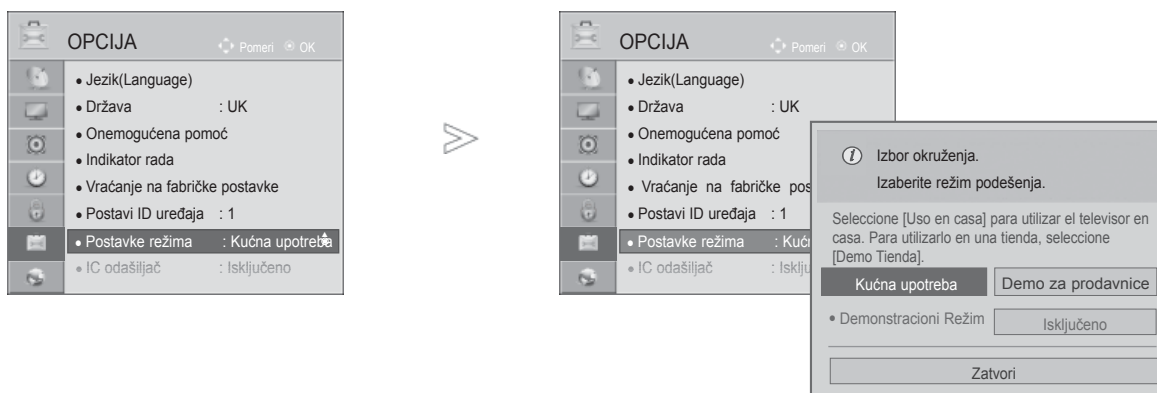 OPCIJA
Pomeri OK
• Jezik(Language)
• Država : UK
• Onemogućena pomoć
• Indikator rada
• Vraćanje na fabričke postavke
• Postavi ID uređaja : 1
• Postavke režima : Kućna upotreba
• IC odašiljač : Isključeno
OPCIJA
Pomeri OK
• Jezik(Language)
• Država : UK
• Onemogućena pomoć
• Indikator rada
• Vraćanje na fabričke pos
• Postavi ID uređaja : 1
• Postavke režima : Kući
• IC odašiljač : Isklju
Izbor okruženja.
Izaberite režim podešenja.
Seleccione [Uso en casa] para utilizar el televisor en
casa. Para utilizarlo en una tienda, seleccione
[Demo Tienda].
Kućna upotreba Demo za prodavnice
• Demonstracioni Režim Isključeno
Zatvori